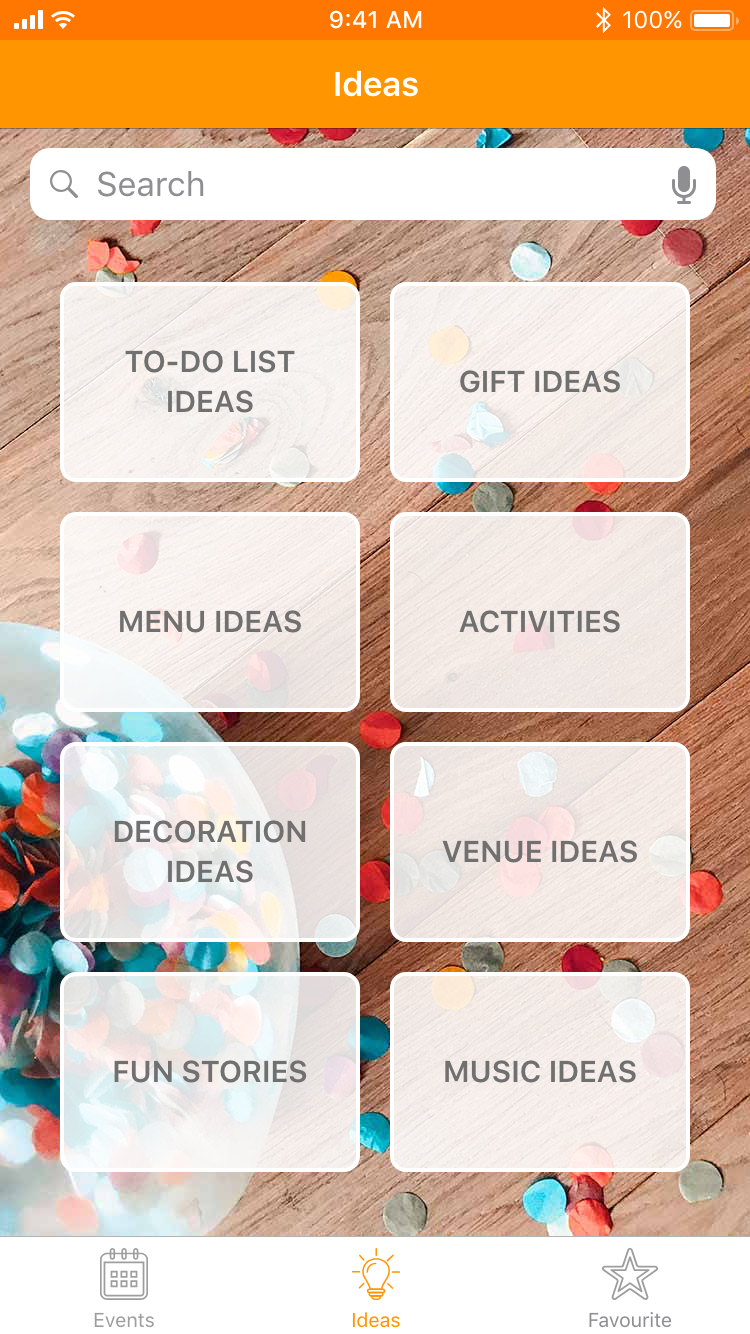 9:41 AM
100%
Ideas
Search
TO-DO LIST
IDEAS
GIFT IDEAS
MENU IDEAS
ACTIVITIES
DECORATION
IDEAS
VENUE IDEAS
FUN STORIES
MUSIC IDEAS
Events
Ideas
Favourite